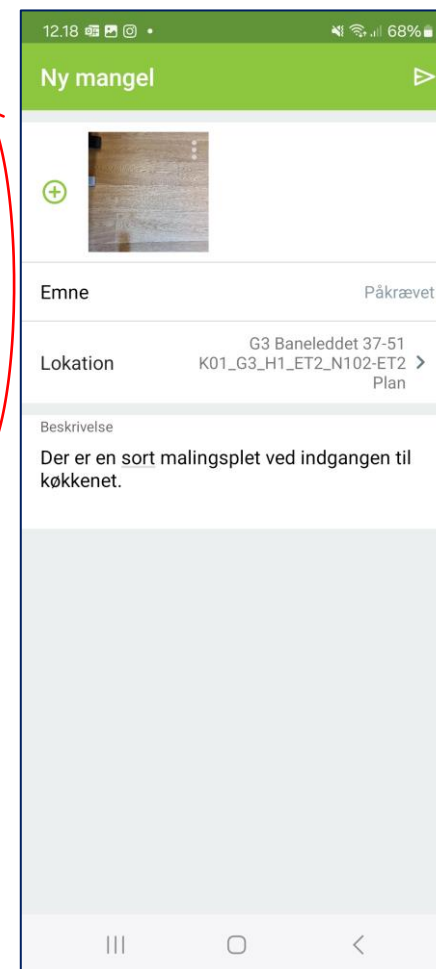 12.18
68%
Ny mangel
Emne
Påkrævet
Lokation
G3 Baneleddet 37-51
K01_G3_H1_ET2_N102-ET2
Plan
Beskrivelse
Der er en sort malingsplet ved indgangen til
køkkenet.